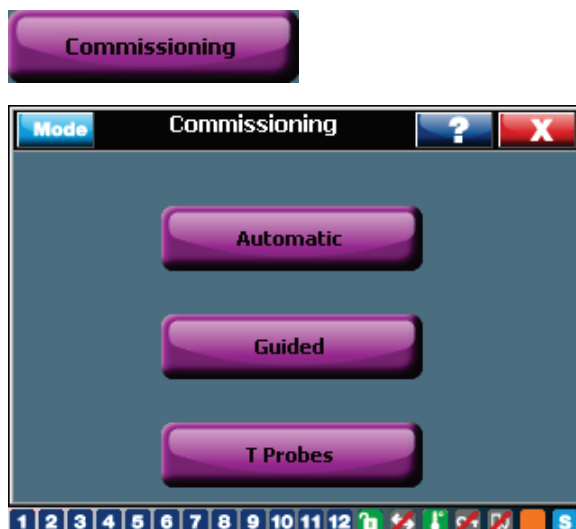 Commissioning
Mode Commissioning ? X
Automatic
Guided
T Probes
1 2 3 4 5 6 7 8 9 10 11 12 S